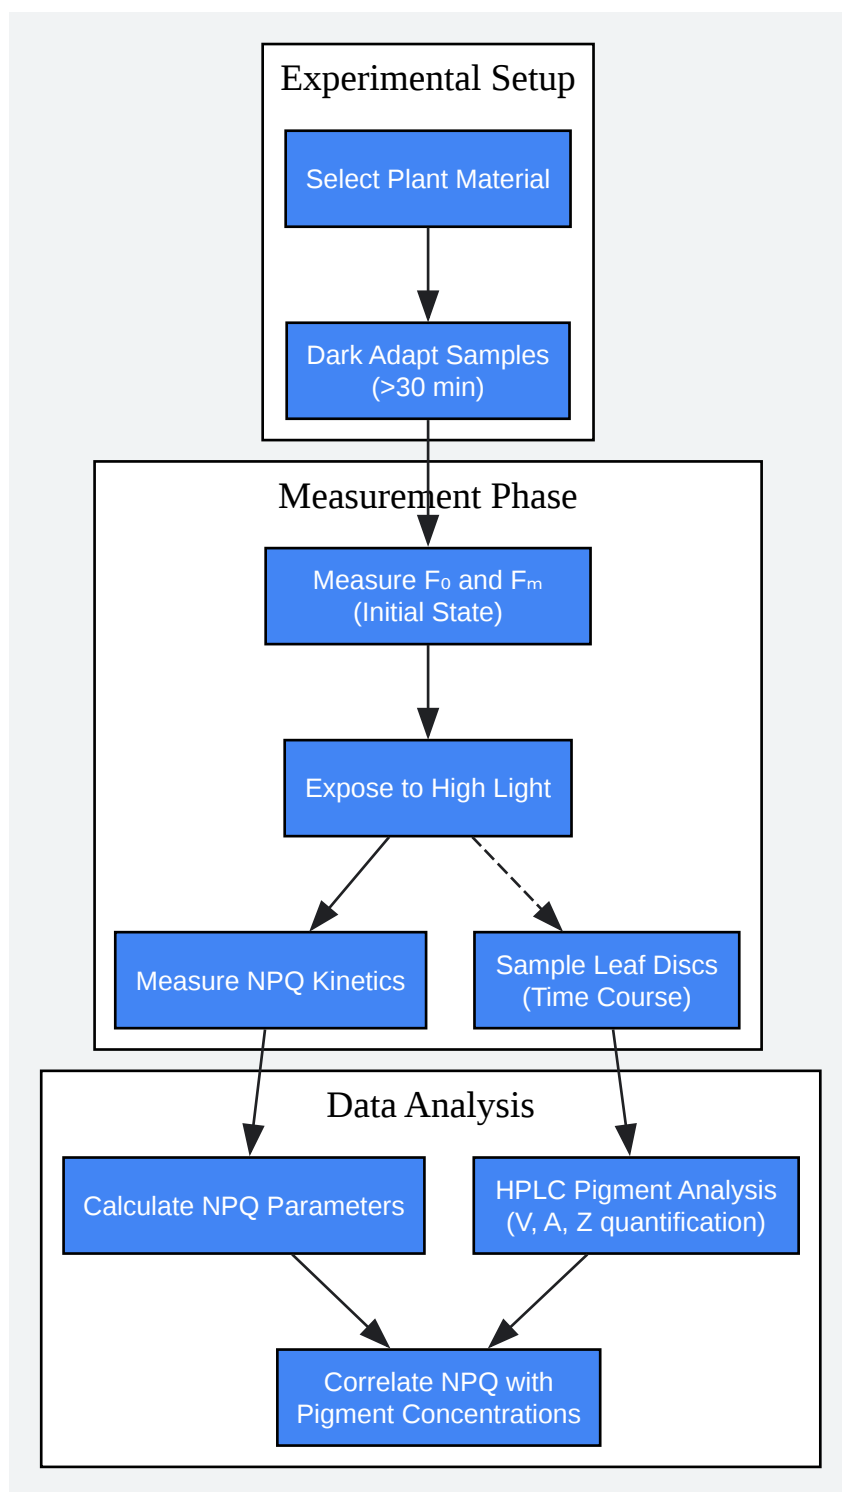 Experimental Setup
Select Plant Material
Dark Adapt Samples
(>30 min)
Measurement Phase
Measure F₀ and Fₘ
(Initial State)
Expose to High Light
Measure NPQ Kinetics
Sample Leaf Discs
(Time Course)
Data Analysis
Calculate NPQ Parameters
HPLC Pigment Analysis
(V, A, Z quantification)
Correlate NPQ with
Pigment Concentrations